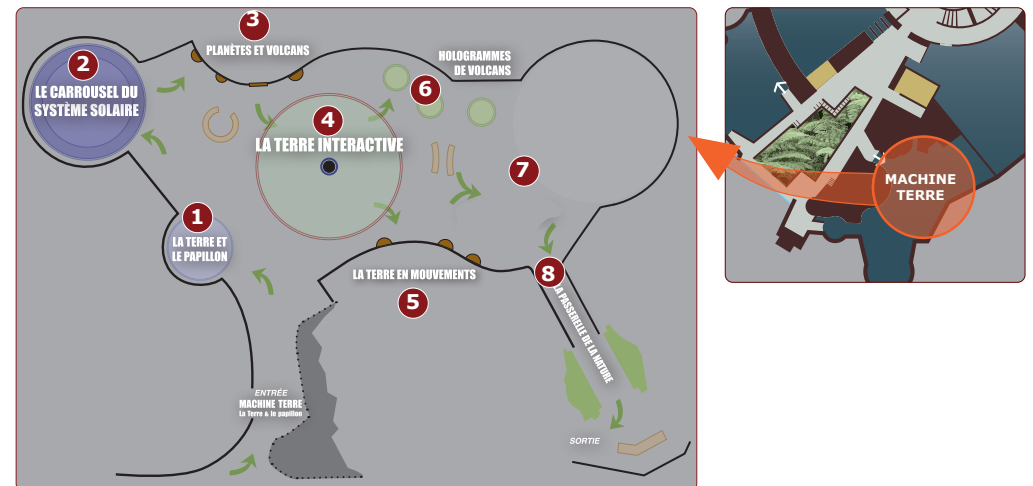 3
PLANÈTES ET VOLCANS
2
LE CARROUSEL DU
SYSTÈME SOLAIRE
HOLOGRAMMES
DE VOLCANS
6
4
LA TERRE INTERACTIVE
7
1
LA TERRE ET
LE PAPILLON
LA TERRE EN MOUVEMENTS
5
8
LA PASSERELLE DE LA NATURE
ENTRÉE
MACHINE TERRE
La Terre & le papillon
SORTIE
MACHINE
TERRE